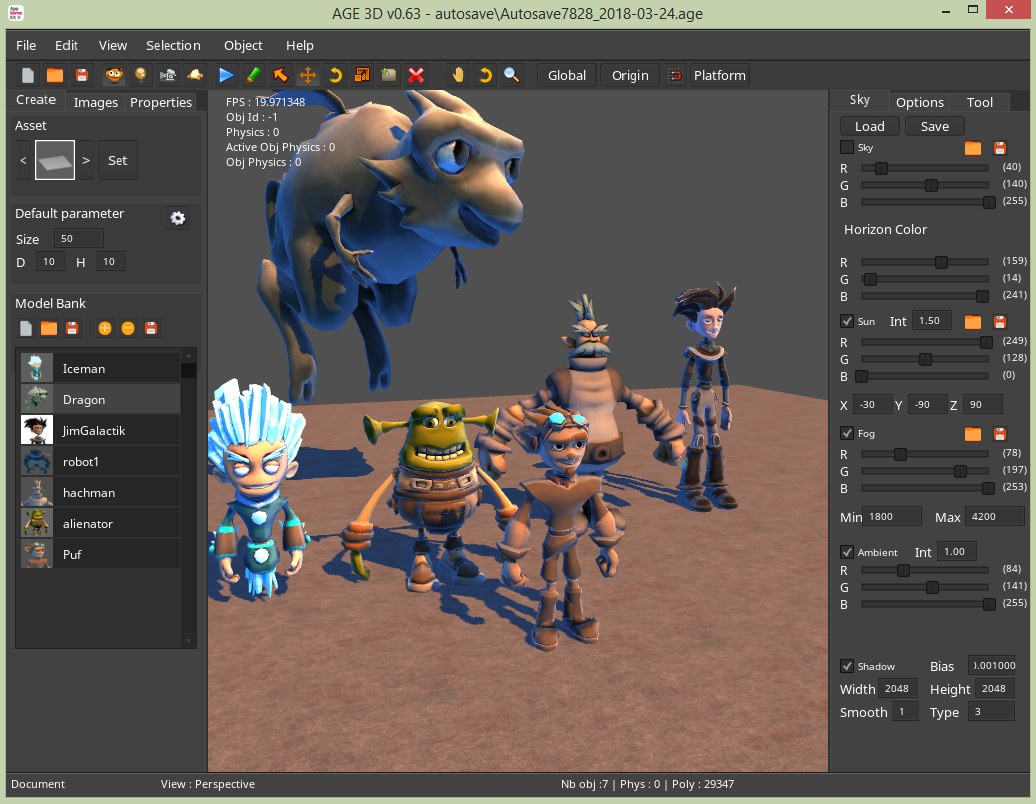 AGE 3D v0.63 - autosave\Autosave7828_2018-03-24.age
File Edit View Selection Object Help
Global Origin Platform
Create Images Properties
Asset
< > Set
Default parameter
Size 50
D 10 H 10
Model Bank
Iceman
Dragon
JimGalactik
robot1
hachman
alienator
Puf
FPS : 19.971348
Obj Id : -1
Physics : 0
Active Obj Physics : 0
Obj Physics : 0
Sky Options Tool
Load Save
Sky
R (40)
G (140)
B (255)
Horizon Color
R (159)
G (14)
B (241)
Sun Int 1.50
R (249)
G (128)
B (0)
X -30 Y -90 Z 90
Fog
R (78)
G (197)
B (253)
Min 1800 Max 4200
Ambient Int 1.00
R (84)
G (141)
B (255)
Shadow Bias 0.001000
Width 2048 Height 2048
Smooth 1 Type 3
Document View : Perspective Nb obj :7 | Phys : 0 | Poly : 29347